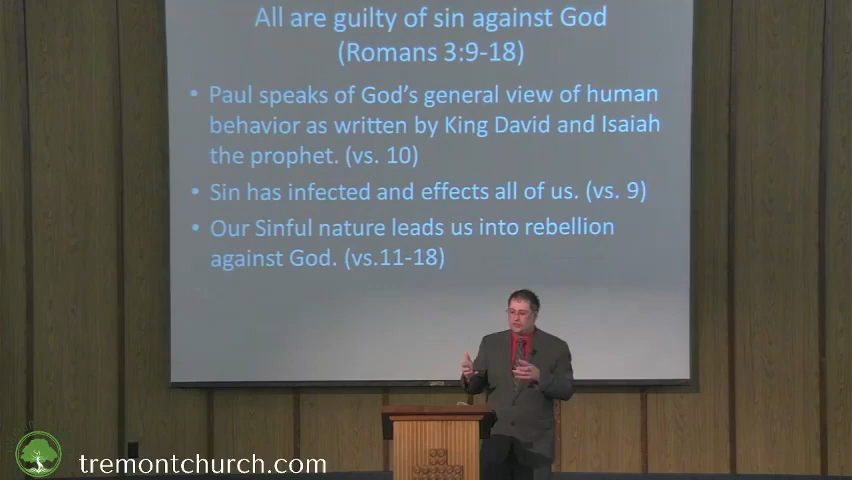 All are guilty of sin against God
(Romans 3:9-18)
• Paul speaks of God's general view of human
behavior as written by King David and Isaiah
the prophet. (vs. 10)
• Sin has infected and effects all of us. (vs. 9)
• Our Sinful nature leads us into rebellion
against God. (vs.11-18)
tremontchurch.com